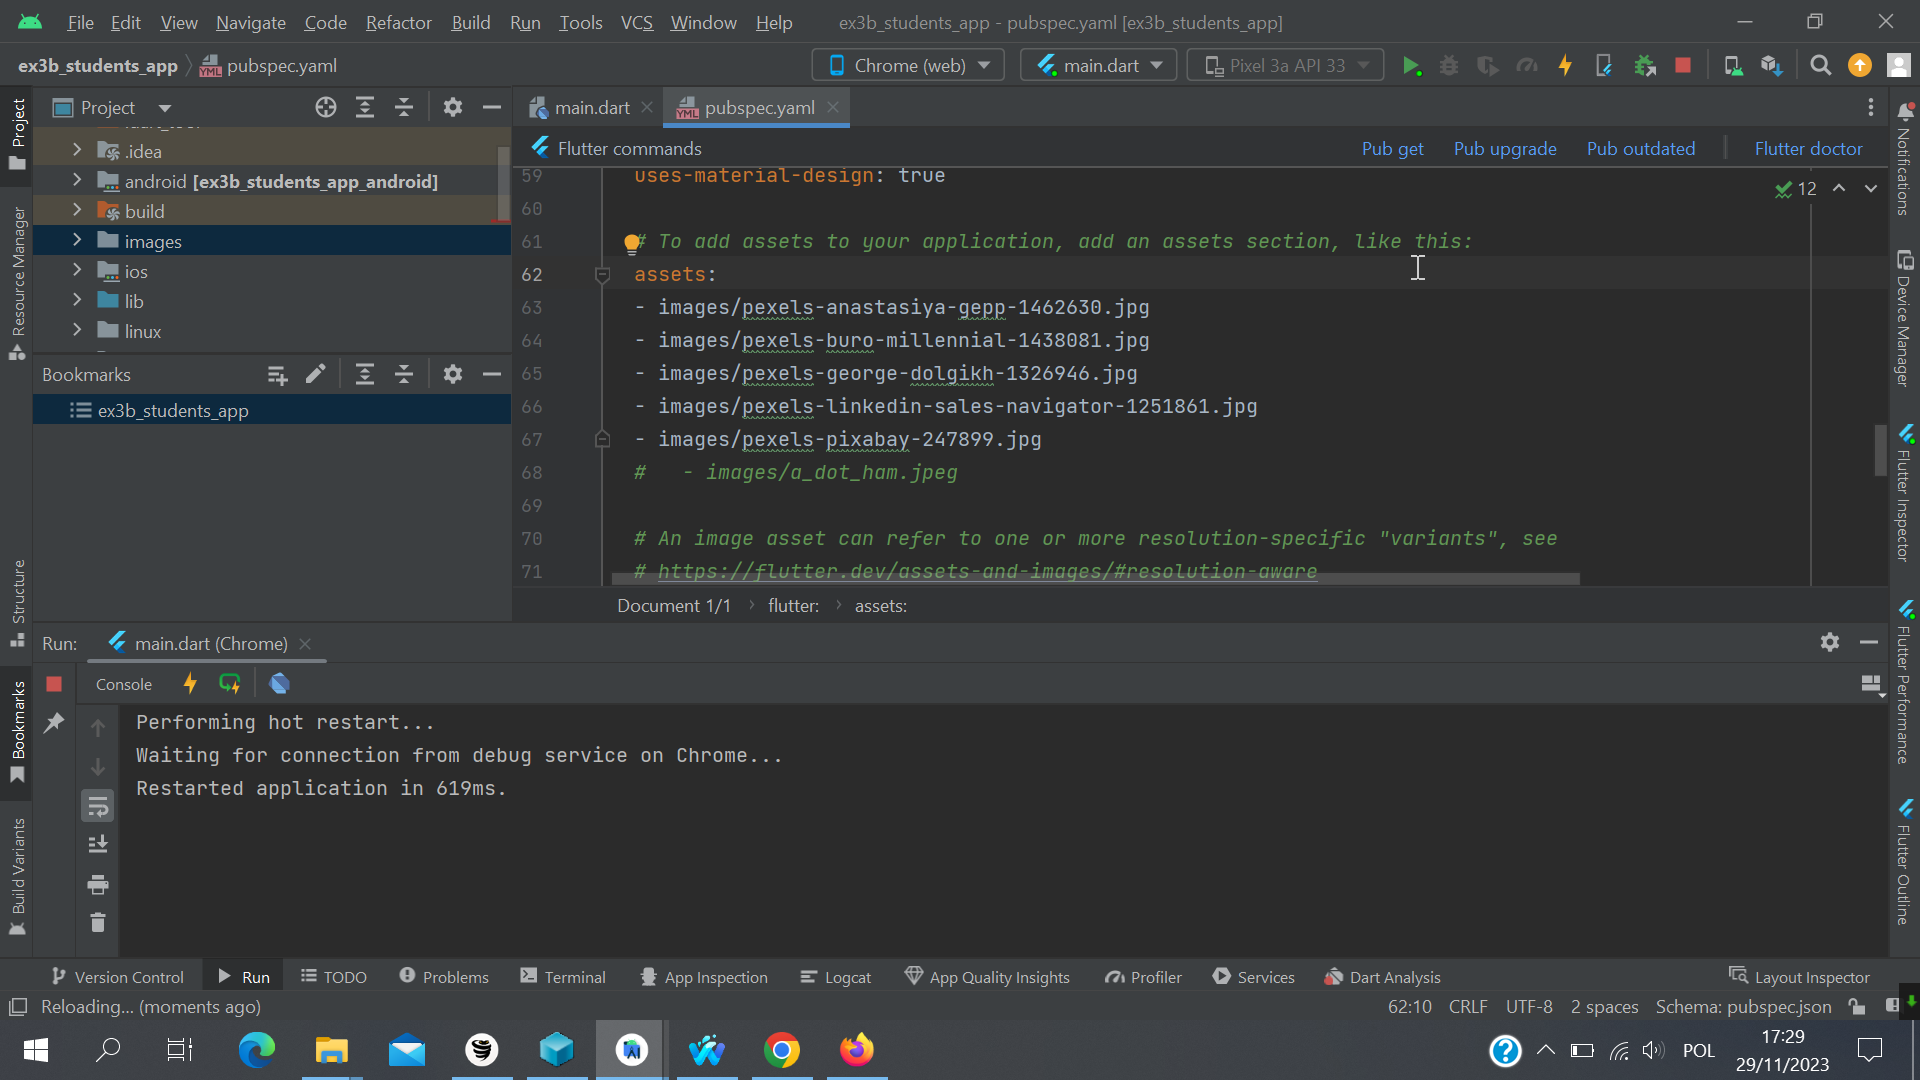 File Edit View Navigate Code Refactor Build Run Tools VCS Window Help ex3b_students_app - pubspec.yaml [ex3b_students_app]
ex3b_students_app pubspec.yaml Chrome (web) main.dart Pixel 3a API 33
Project main.dart pubspec.yaml
Flutter commands Pub get Pub upgrade Pub outdated Flutter doctor
.idea
android [ex3b_students_app_android]
build
images
ios
lib
linux
Bookmarks
ex3b_students_app
59 uses-material-design: true
12
60
61 # To add assets to your application, add an assets section, like this:
62 assets:
63 - images/pexels-anastasiya-gepp-1462630.jpg
64 - images/pexels-buro-millennial-1438081.jpg
65 - images/pexels-george-dolgikh-1326946.jpg
66 - images/pexels-linkedin-sales-navigator-1251861.jpg
67 - images/pexels-pixabay-247899.jpg
68 #   - images/a_dot_ham.jpeg
69
70 # An image asset can refer to one or more resolution-specific "variants", see
71 # https://flutter.dev/assets-and-images/#resolution-aware
Document 1/1 flutter: assets:
Run: main.dart (Chrome)
Console
Performing hot restart...
Waiting for connection from debug service on Chrome...
Restarted application in 619ms.
Project
Resource Manager
Structure
Bookmarks
Build Variants
Notifications
Device Manager
Flutter Inspector
Flutter Performance
Flutter Outline
Version Control Run TODO Problems Terminal App Inspection Logcat App Quality Insights Profiler Services Dart Analysis Layout Inspector
Reloading... (moments ago) 62:10 CRLF UTF-8 2 spaces Schema: pubspec.json
POL 17:29
29/11/2023